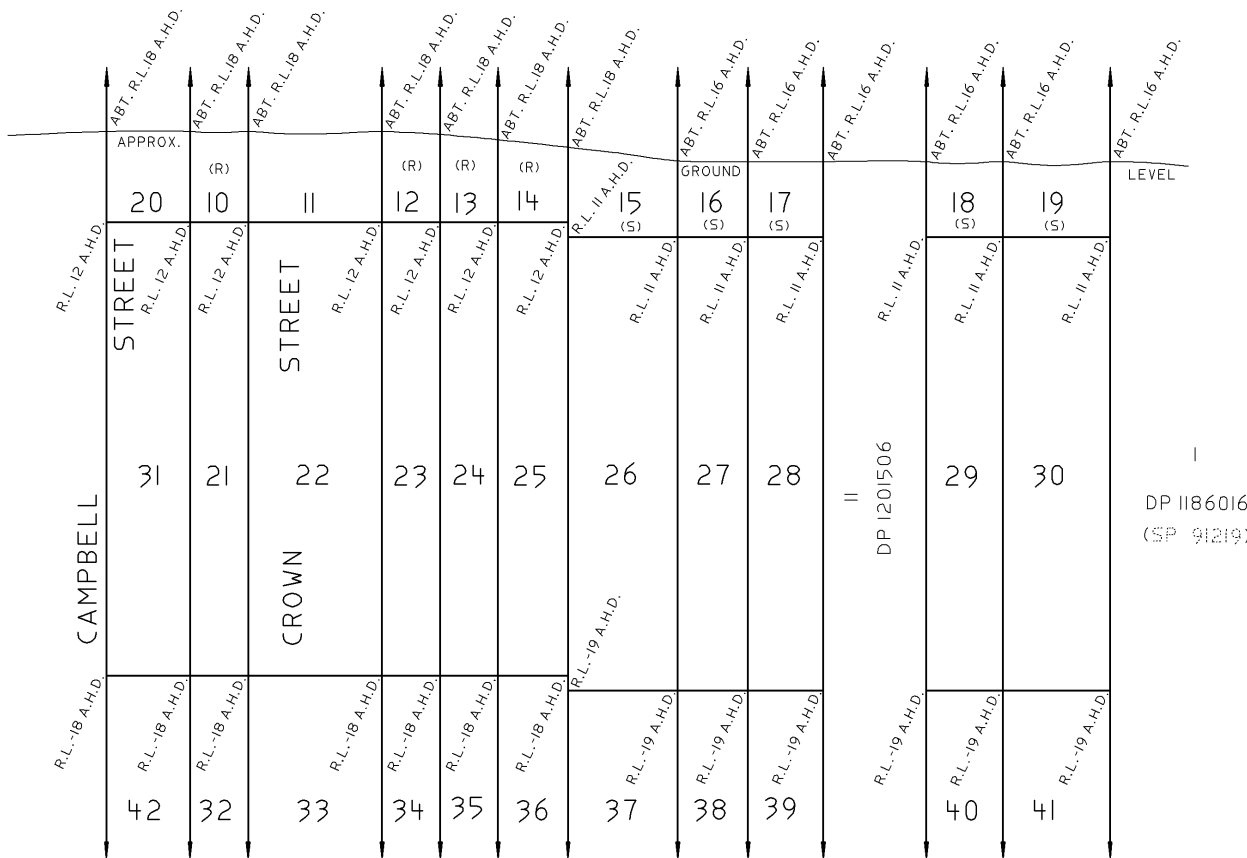 ABT. R.L.18 A.H.D.
ABT. R.L.18 A.H.D.
ABT. R.L.18 A.H.D.
ABT. R.L.18 A.H.D.
ABT. R.L.18 A.H.D.
ABT. R.L.18 A.H.D.
ABT. R.L.18 A.H.D.
ABT. R.L.16 A.H.D.
ABT. R.L.16 A.H.D.
ABT. R.L.16 A.H.D.
ABT. R.L.16 A.H.D.
ABT. R.L.16 A.H.D.
ABT. R.L.16 A.H.D.
APPROX.
GROUND
LEVEL
(R)
(R)
(R)
(R)
20
10
11
12
13
14
R.L. 11 A.H.D.
15
16
17
18
19
(S)
(S)
(S)
(S)
(S)
R.L. 12 A.H.D.
R.L. 12 A.H.D.
R.L. 12 A.H.D.
R.L. 12 A.H.D.
R.L. 12 A.H.D.
R.L. 12 A.H.D.
R.L. 12 A.H.D.
R.L. 11 A.H.D.
R.L. 11 A.H.D.
R.L. 11 A.H.D.
R.L. 11 A.H.D.
R.L. 11 A.H.D.
R.L. 11 A.H.D.
CAMPBELL STREET
CROWN STREET
31
21
22
23
24
25
26
27
28
11
DP 1201506
29
30
1
DP 1186016
(SP 91219)
R.L. -19 A.H.D.
R.L. -18 A.H.D.
R.L. -18 A.H.D.
R.L. -18 A.H.D.
R.L. -18 A.H.D.
R.L. -18 A.H.D.
R.L. -18 A.H.D.
R.L. -18 A.H.D.
R.L. -19 A.H.D.
R.L. -19 A.H.D.
R.L. -19 A.H.D.
R.L. -19 A.H.D.
R.L. -19 A.H.D.
R.L. -19 A.H.D.
42
32
33
34
35
36
37
38
39
40
41